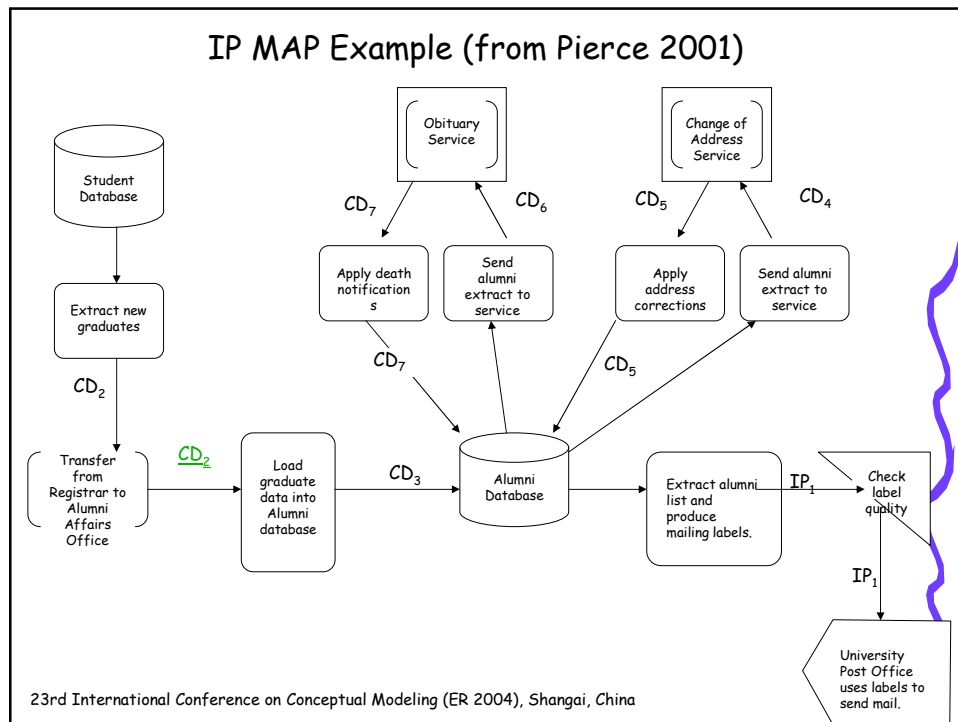 IP MAP Example (from Pierce 2001)
Student
Database
Obituary
Service
Change of
Address
Service
CD7
CD6
CD5
CD4
Extract new
graduates
Apply death
notification
s
Send
alumni
extract to
service
Apply
address
corrections
Send alumni
extract to
service
CD2
CD7
CD5
Transfer
from
Registrar to
Alumni
Affairs
Office
CD2
Load
graduate
data into
Alumni
database
CD3
Alumni
Database
Extract alumni
list and
produce
mailing labels.
IP1
Check
label
quality
IP1
University
Post Office
uses labels to
send mail.
23rd International Conference on Conceptual Modeling (ER 2004), Shangai, China